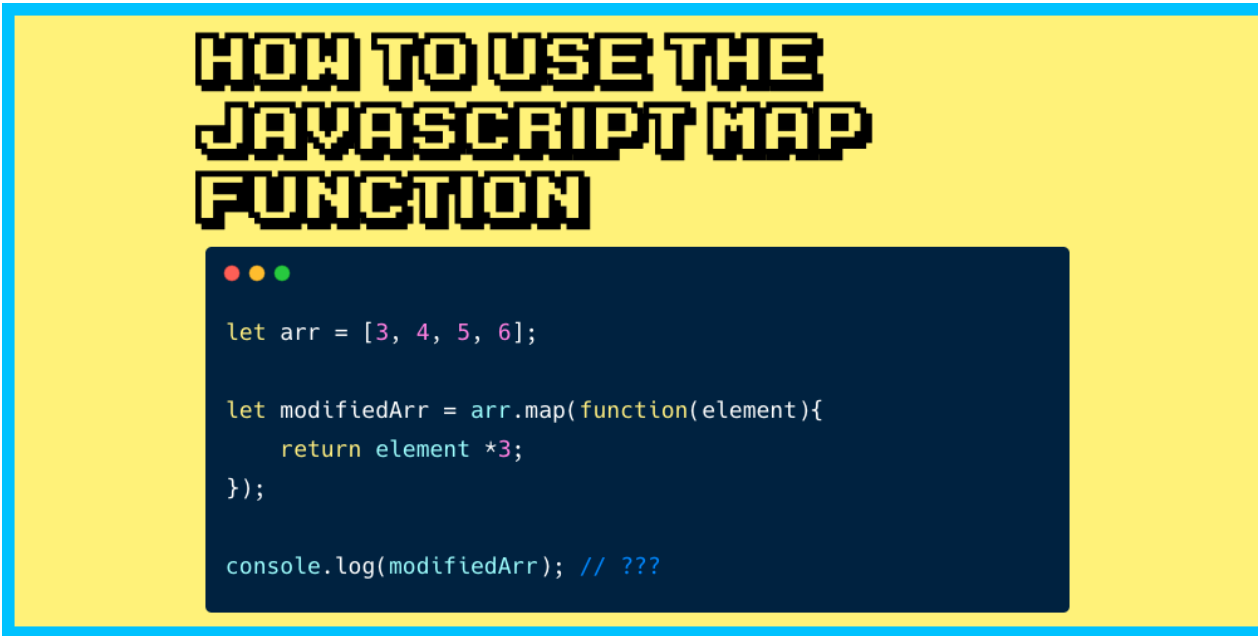 HOW TO USE THE
JAVASCRIPT MAP
FUNCTION
let arr = [3, 4, 5, 6];
let modifiedArr = arr.map(function(element){
    return element *3;
});
console.log(modifiedArr); // ???